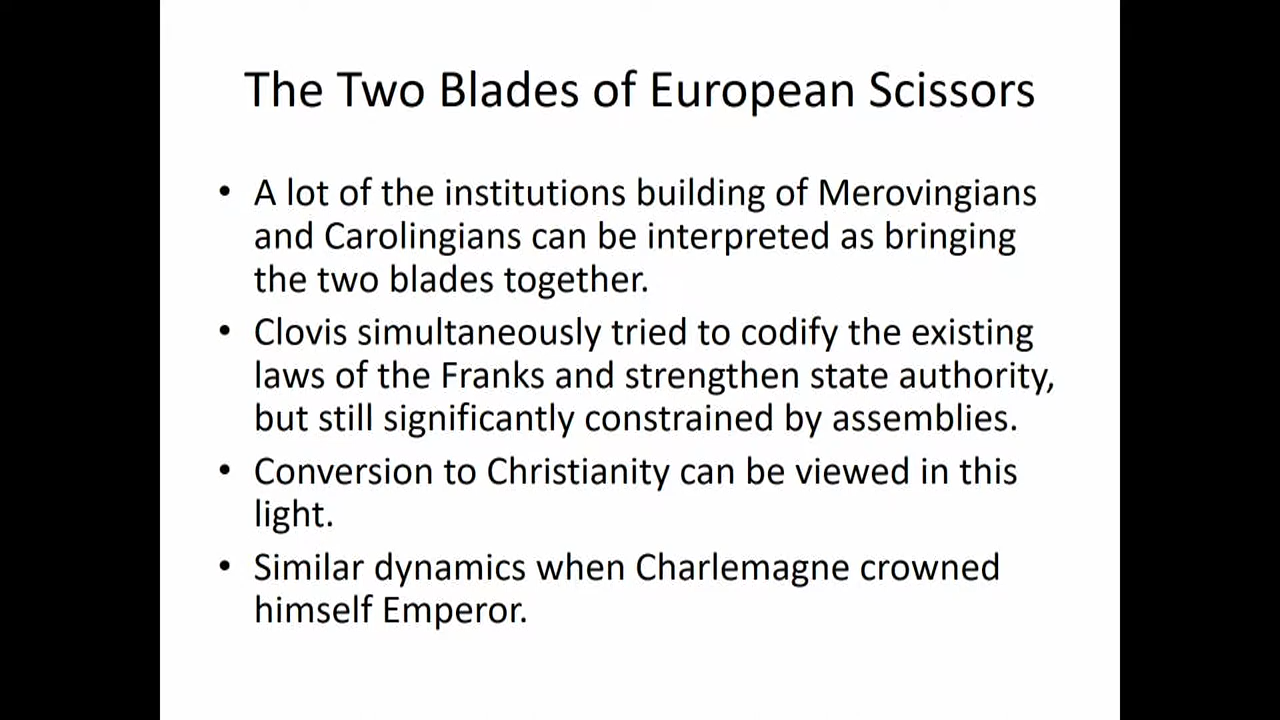 The Two Blades of European Scissors
• A lot of the institutions building of Merovingians
and Carolingians can be interpreted as bringing
the two blades together.
• Clovis simultaneously tried to codify the existing
laws of the Franks and strengthen state authority,
but still significantly constrained by assemblies.
• Conversion to Christianity can be viewed in this
light.
• Similar dynamics when Charlemagne crowned
himself Emperor.